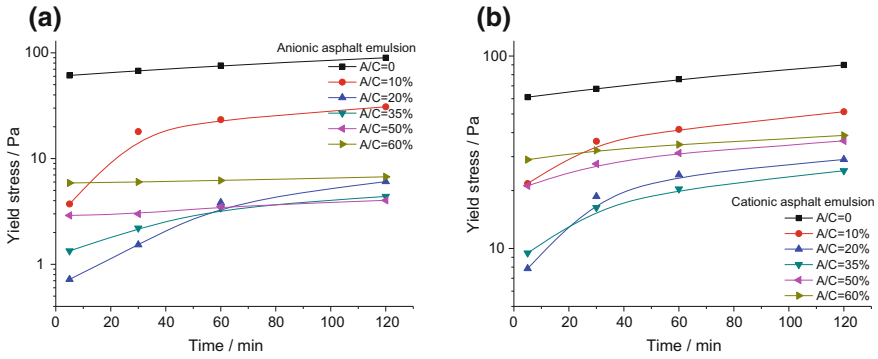 (a)
Yield stress / Pa
100
10
1
Anionic asphalt emulsion
A/C=0
A/C=10%
A/C=20%
A/C=35%
A/C=50%
A/C=60%
0 20 40 60 80 100 120
Time / min
(b)
Yield stress / Pa
100
10
Cationic asphalt emulsion
A/C=0
A/C=10%
A/C=20%
A/C=35%
A/C=50%
A/C=60%
0 20 40 60 80 100 120
Time / min